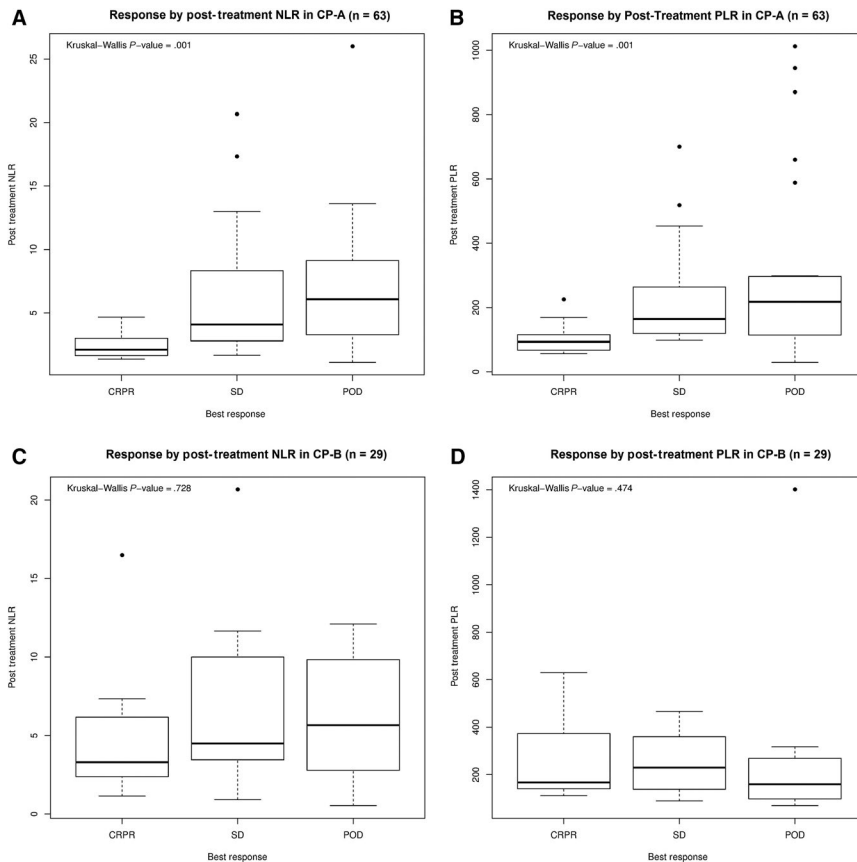 A
Response by post-treatment NLR in CP-A (n = 63)
Kruskal–Wallis P–value = .001
Post treatment NLR
25
20
15
10
5
CRPR SD POD
Best response
B
Response by Post-Treatment PLR in CP-A (n = 63)
Kruskal–Wallis P–value = .001
Post treatment PLR
1000
800
600
400
200
0
CRPR SD POD
Best response
C
Response by post-treatment NLR in CP-B (n = 29)
Kruskal–Wallis P–value = .728
Post treatment NLR
20
15
10
5
0
CRPR SD POD
Best response
D
Response by post-treatment PLR in CP-B (n = 29)
Kruskal–Wallis P–value = .474
Post treatment PLR
1400
1200
1000
800
600
400
200
CRPR SD POD
Best response